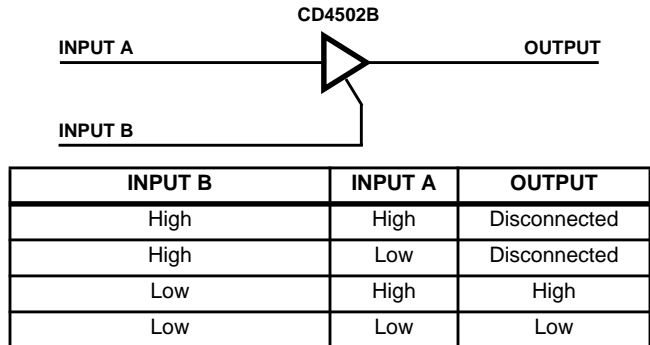 CD4502B
INPUT A OUTPUT
INPUT B
INPUT B INPUT A OUTPUT
High High Disconnected
High Low Disconnected
Low High High
Low Low Low